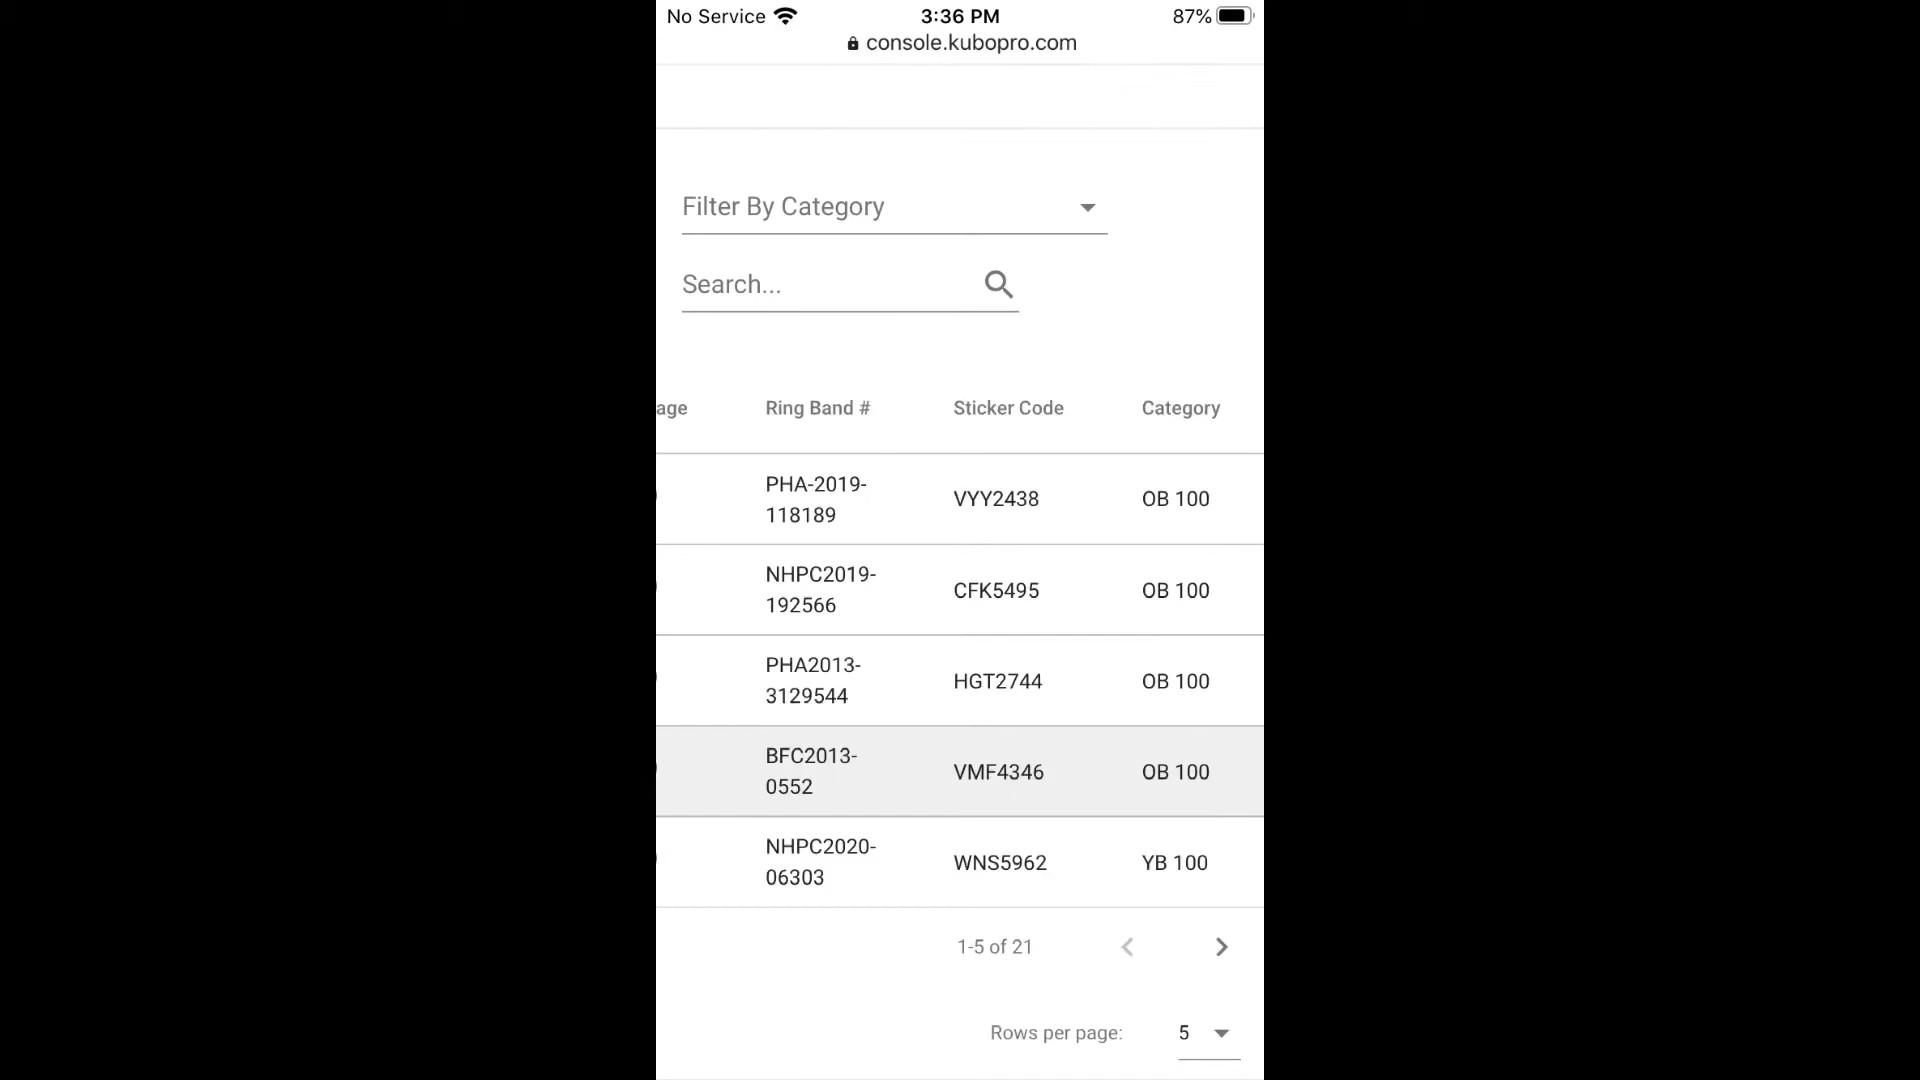 No Service 3:36 PM 87%
console.kubopro.com
Filter By Category
Search...
age Ring Band # Sticker Code Category
PHA-2019-
118189 VYY2438 OB 100
NHPC2019-
192566 CFK5495 OB 100
PHA2013-
3129544 HGT2744 OB 100
BFC2013-
0552 VMF4346 OB 100
NHPC2020-
06303 WNS5962 YB 100
1-5 of 21
Rows per page: 5